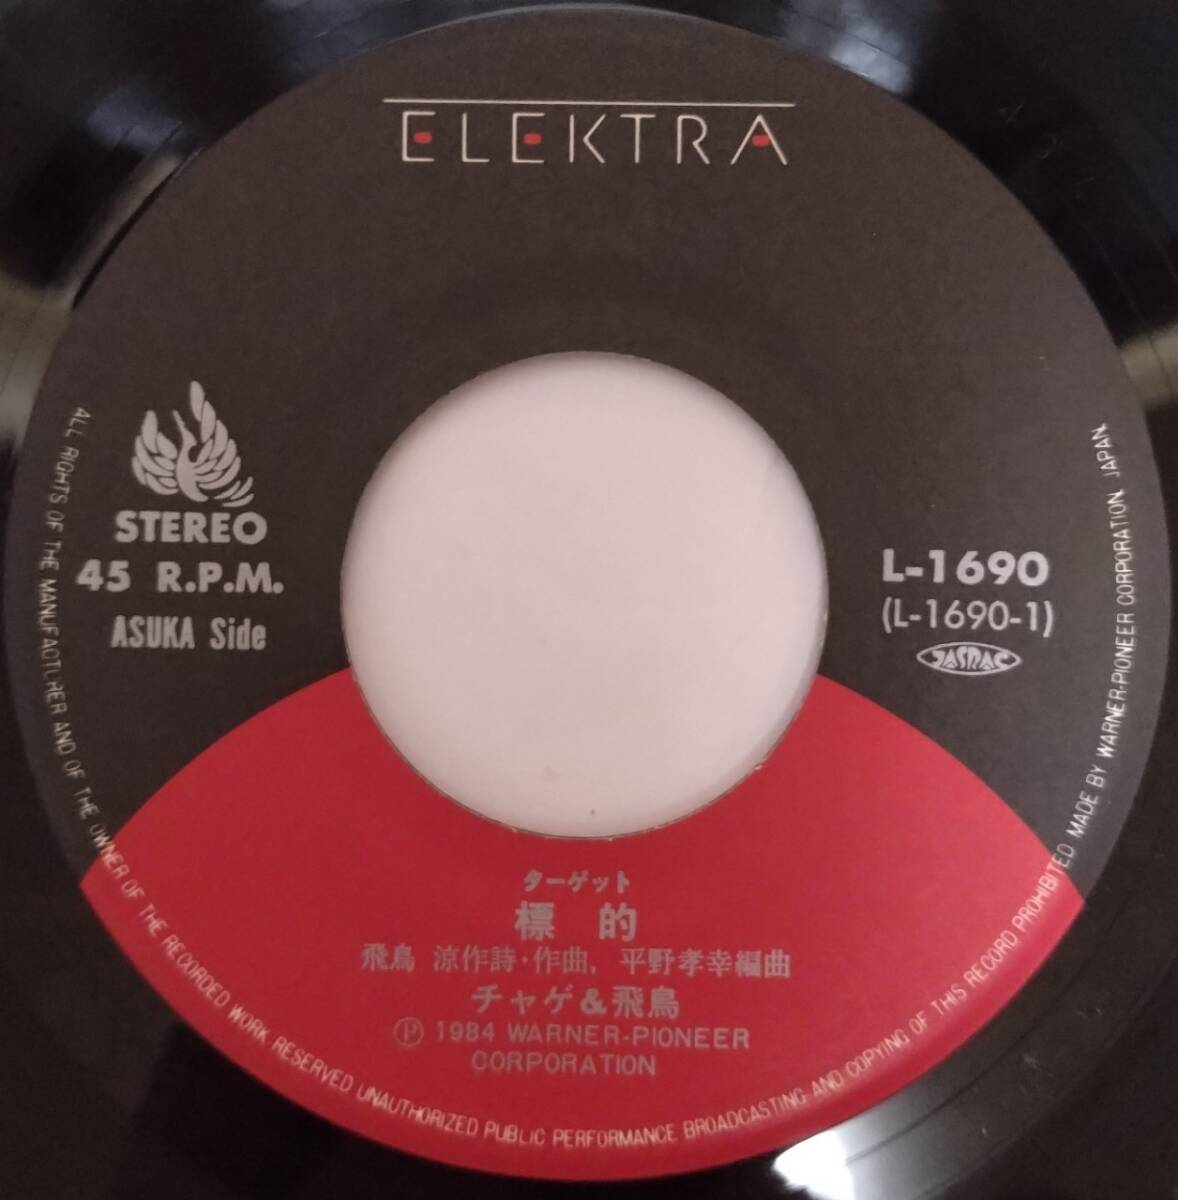 ELEKTRA
STEREO
45 R.P.M.
ASUKA Side
L-1690
(L-1690-1)
JASRAC
ターゲット
標的
飛鳥 涼作詩・作曲, 平野孝幸編曲
チャゲ&飛鳥
Ⓟ 1984 WARNER-PIONEER
CORPORATION
ALL RIGHTS OF THE MANUFACTURER AND OF THE OWNER OF THE RECORDED WORK RESERVED UNAUTHORIZED PUBLIC PERFORMANCE BROADCASTING AND COPYING OF THIS RECORD PROHIBITED MADE BY WARNER-PIONEER CORPORATION, JAPAN.